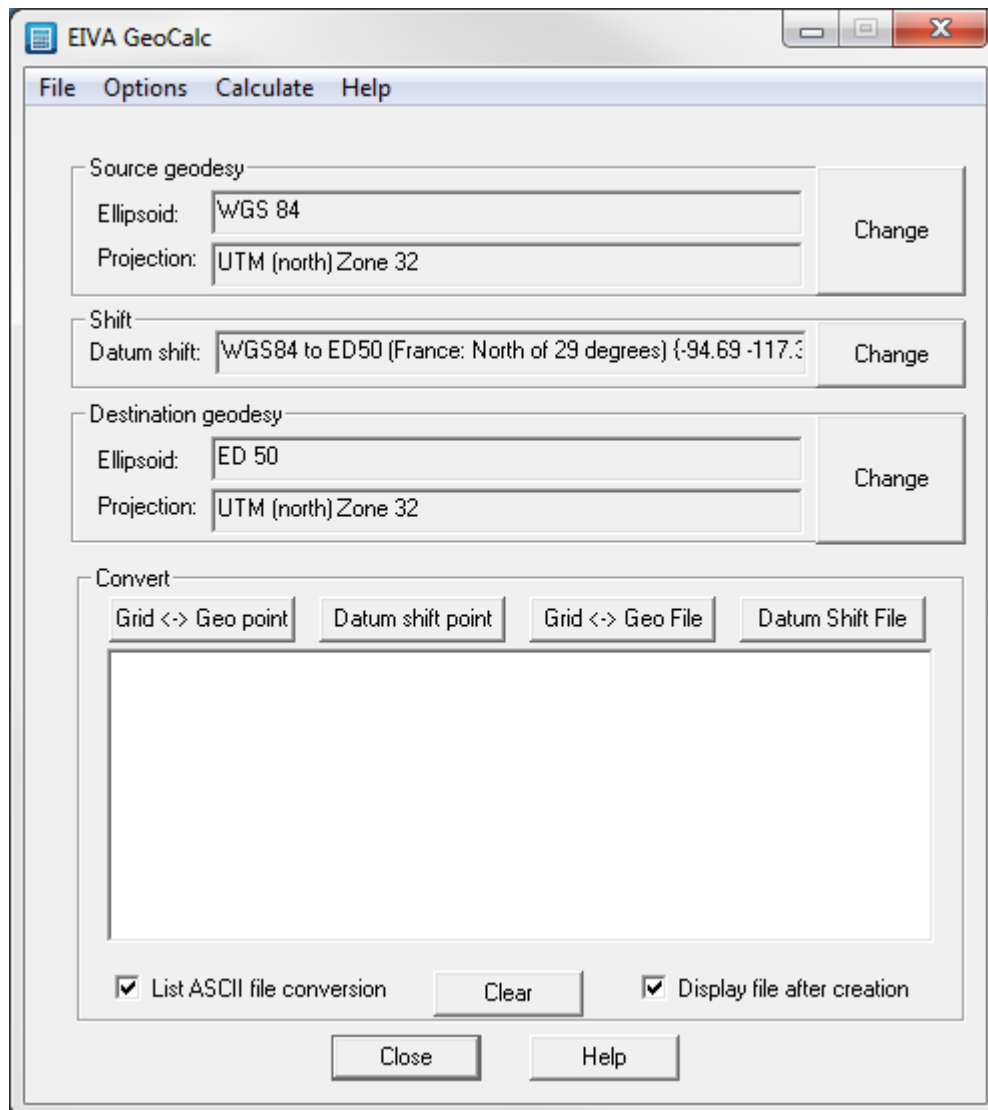 EIVA GeoCalc
File Options Calculate Help
Source geodesy
Ellipsoid: WGS 84
Change
Projection: UTM (north) Zone 32
Shift
Datum shift: WGS84 to ED50 (France: North of 29 degrees) {-94.69 -117.3
Change
Destination geodesy
Ellipsoid: ED 50
Change
Projection: UTM (north) Zone 32
Convert
Grid <-> Geo point Datum shift point Grid <-> Geo File Datum Shift File
List ASCII file conversion Clear Display file after creation
Close Help